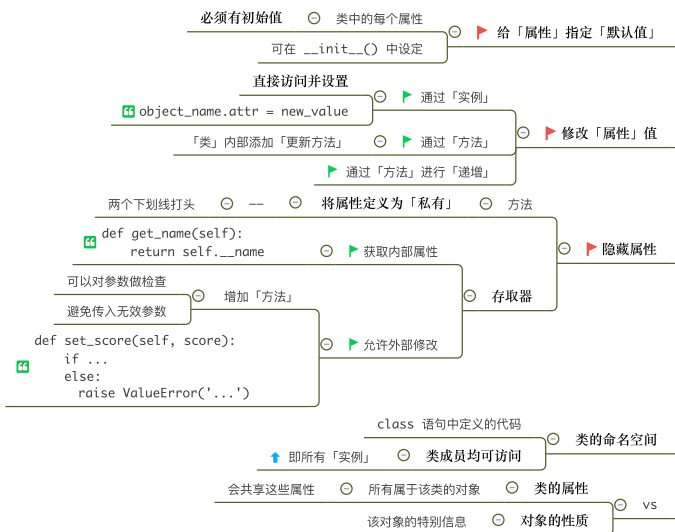 必须有初始值
类中的每个属性
给「属性」指定「默认值」
可在 __init__() 中设定
直接访问并设置
通过「实例」
object_name.attr = new_value
修改「属性」值
「类」内部添加「更新方法」
通过「方法」
通过「方法」进行「递增」
两个下划线打头
--
将属性定义为「私有」
方法
def get_name(self):
return self.__name
获取内部属性
隐藏属性
可以对参数做检查
增加「方法」
存取器
避免传入无效参数
def set_score(self, score):
if ...
else:
raise ValueError('...')
允许外部修改
class 语句中定义的代码
类的命名空间
即所有「实例」
类成员均可访问
会共享这些属性
所有属于该类的对象
类的属性
vs
该对象的特别信息
对象的性质